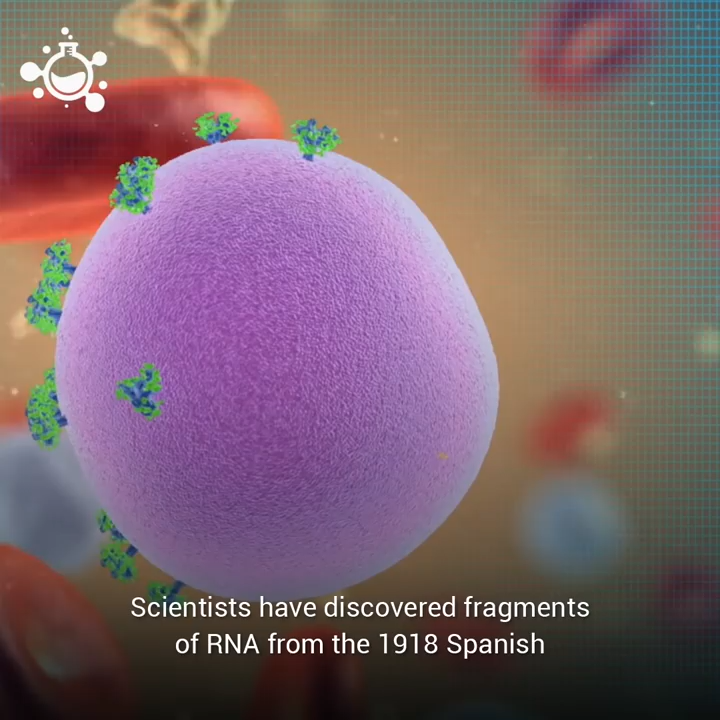 Scientists have discovered fragments
of RNA from the 1918 Spanish